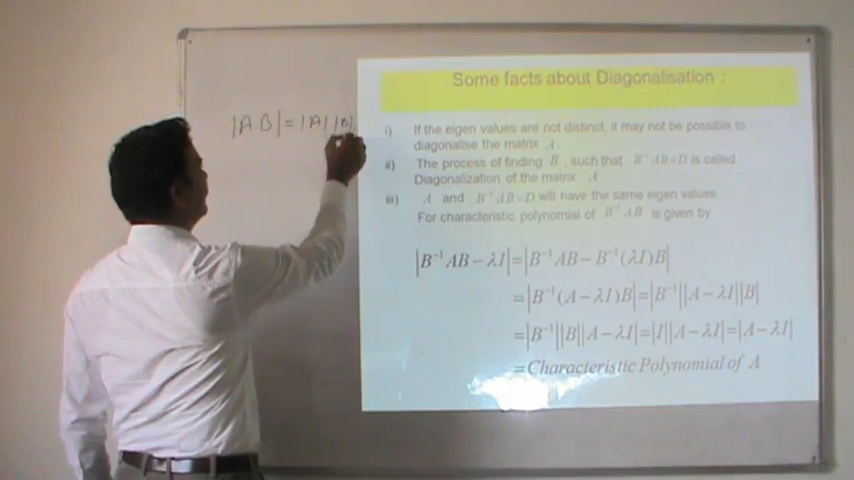 |A B| = |A| |B| =
Some facts about Diagonalisation :
i) If the eigen values are not distinct, it may not be possible to
diagonalise the matrix A.
ii) The process of finding B, such that B⁻¹AB=D is called
Diagonalization of the matrix A
iii) A and B⁻¹AB=D will have the same eigen values.
For characteristic polynomial of B⁻¹AB is given by
|B⁻¹AB − λI| = |B⁻¹AB − B⁻¹(λI)B|
= |B⁻¹(A − λI)B| = |B⁻¹||A − λI||B|
= |B⁻¹||B||A − λI| = |I||A − λI| = |A − λI|
= Characteristic Polynomial of A